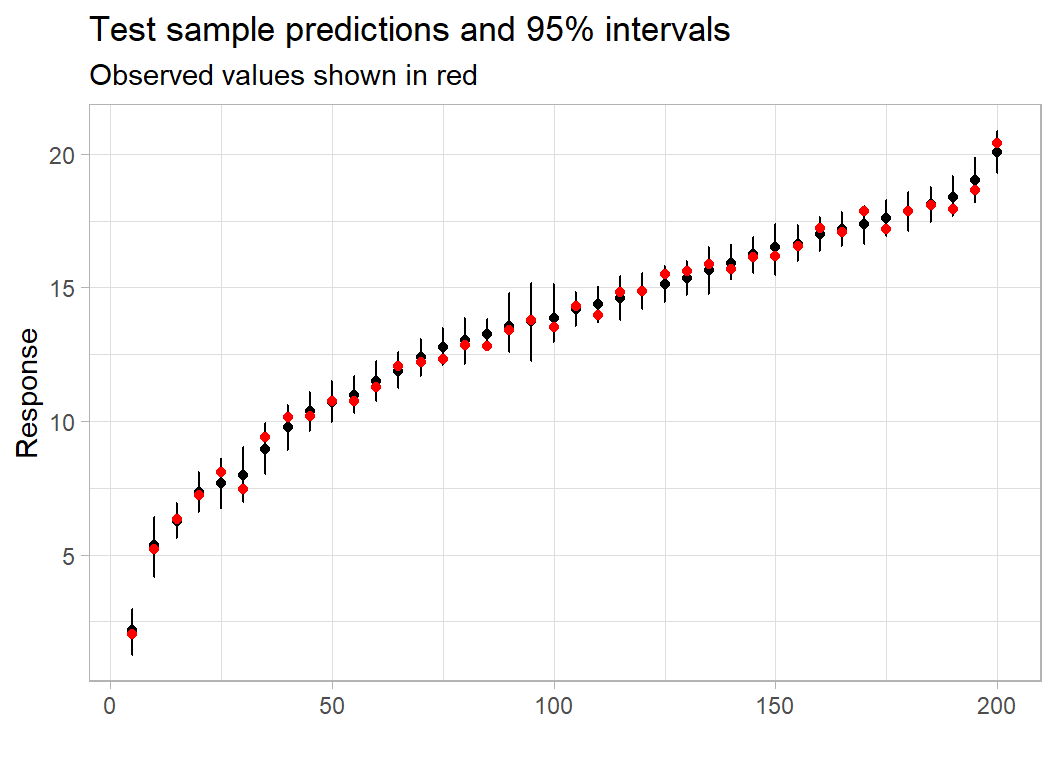 Test sample predictions and 95% intervals
Observed values shown in red
Response
20
15
10
5
0 50 100 150 200